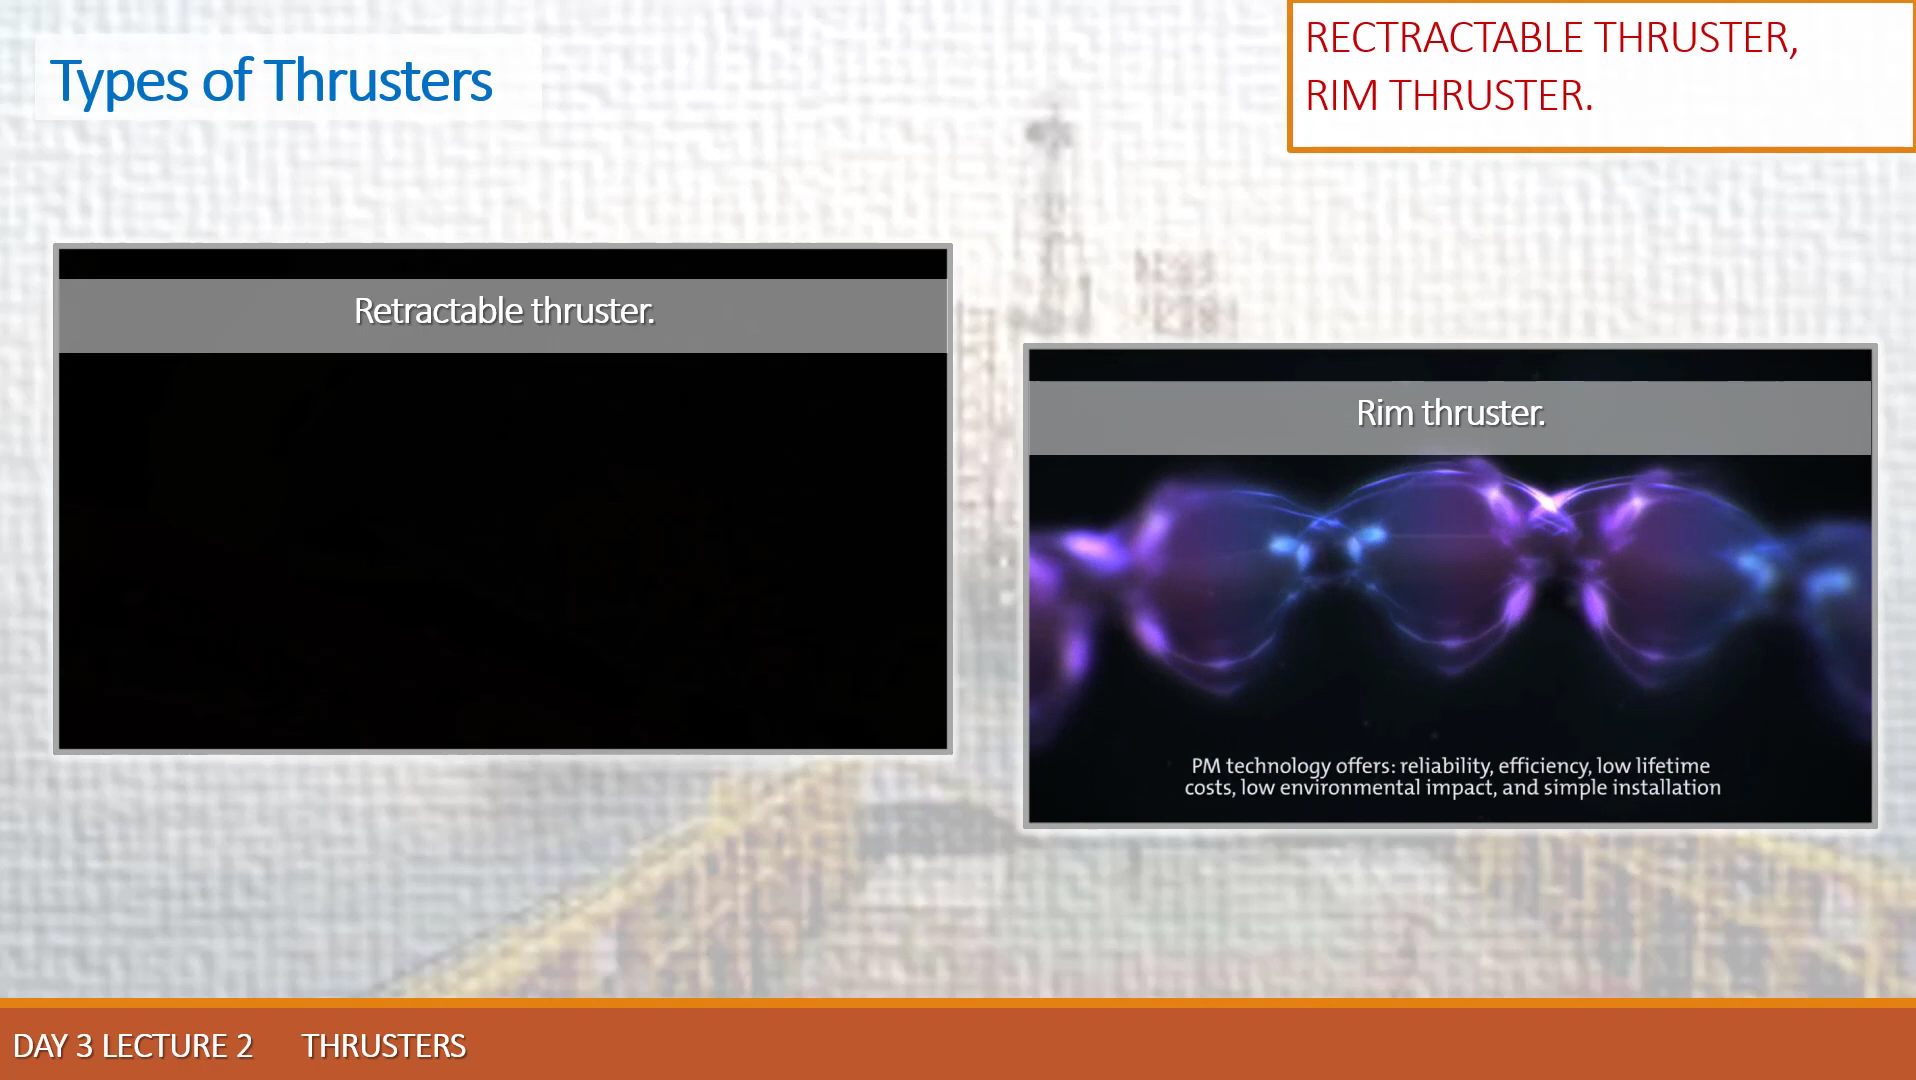 Types of Thrusters
RECTRACTABLE THRUSTER,
RIM THRUSTER.
Retractable thruster.
Rim thruster.
PM technology offers: reliability, efficiency, low lifetime
costs, low environmental impact, and simple installation
DAY 3 LECTURE 2 THRUSTERS